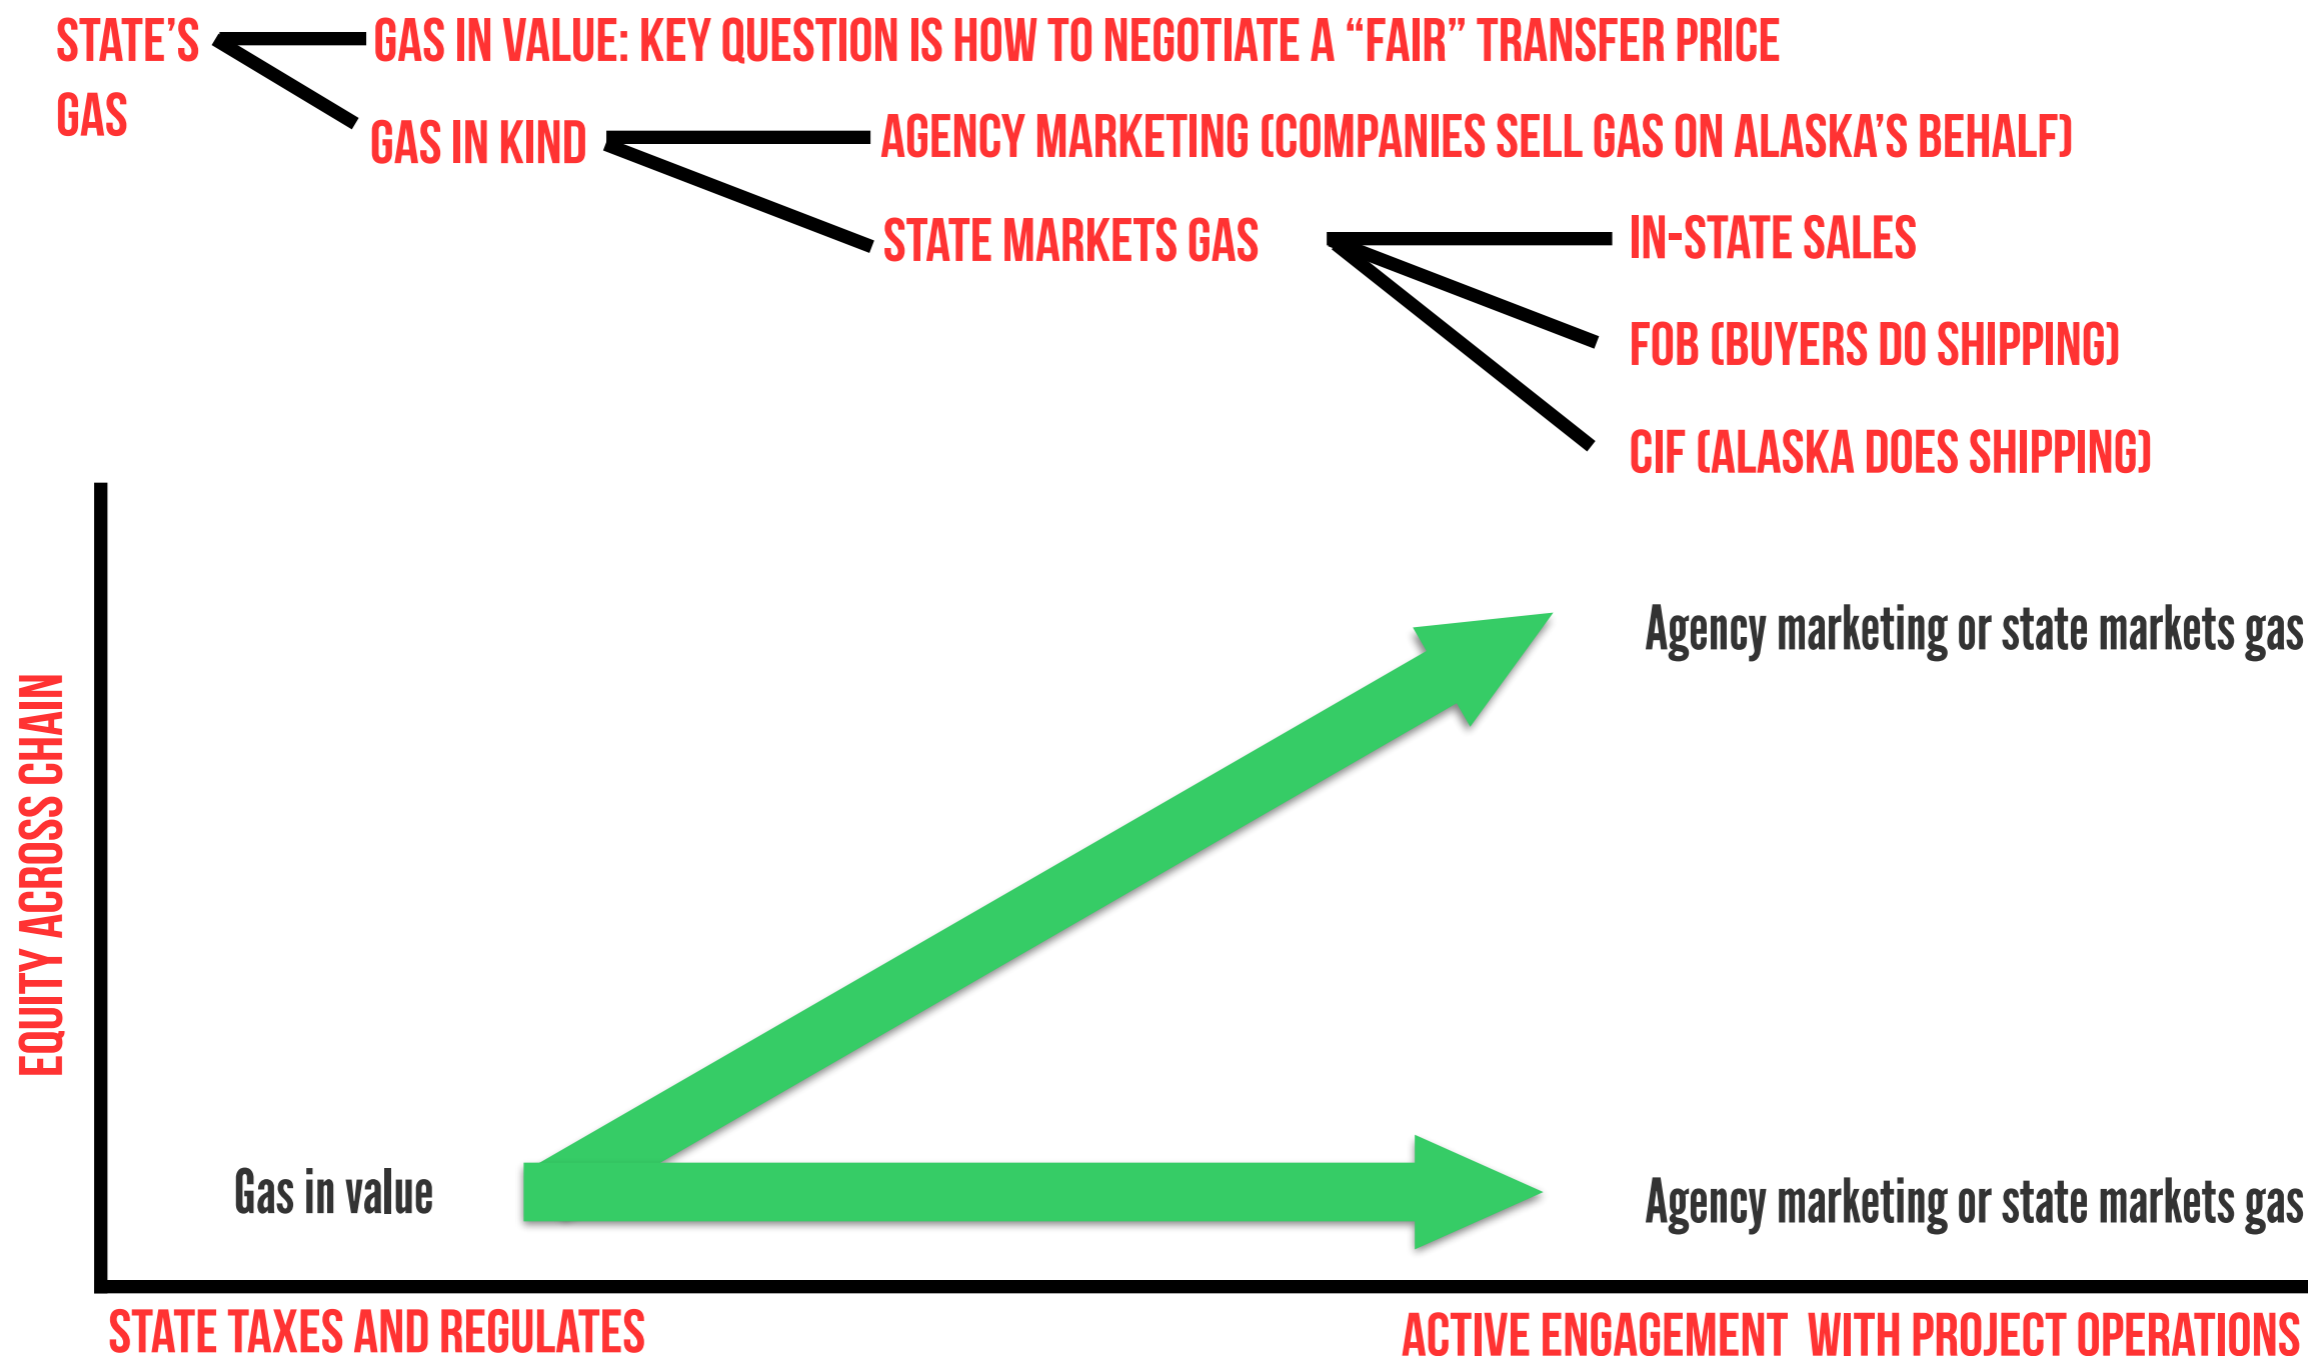 STATE’S
GAS
GAS IN VALUE: KEY QUESTION IS HOW TO NEGOTIATE A “FAIR” TRANSFER PRICE
GAS IN KIND
AGENCY MARKETING (COMPANIES SELL GAS ON ALASKA’S BEHALF)
STATE MARKETS GAS
IN-STATE SALES
FOB (BUYERS DO SHIPPING)
CIF (ALASKA DOES SHIPPING)
EQUITY ACROSS CHAIN
Agency marketing or state markets gas
Gas in value
Agency marketing or state markets gas
STATE TAXES AND REGULATES
ACTIVE ENGAGEMENT WITH PROJECT OPERATIONS